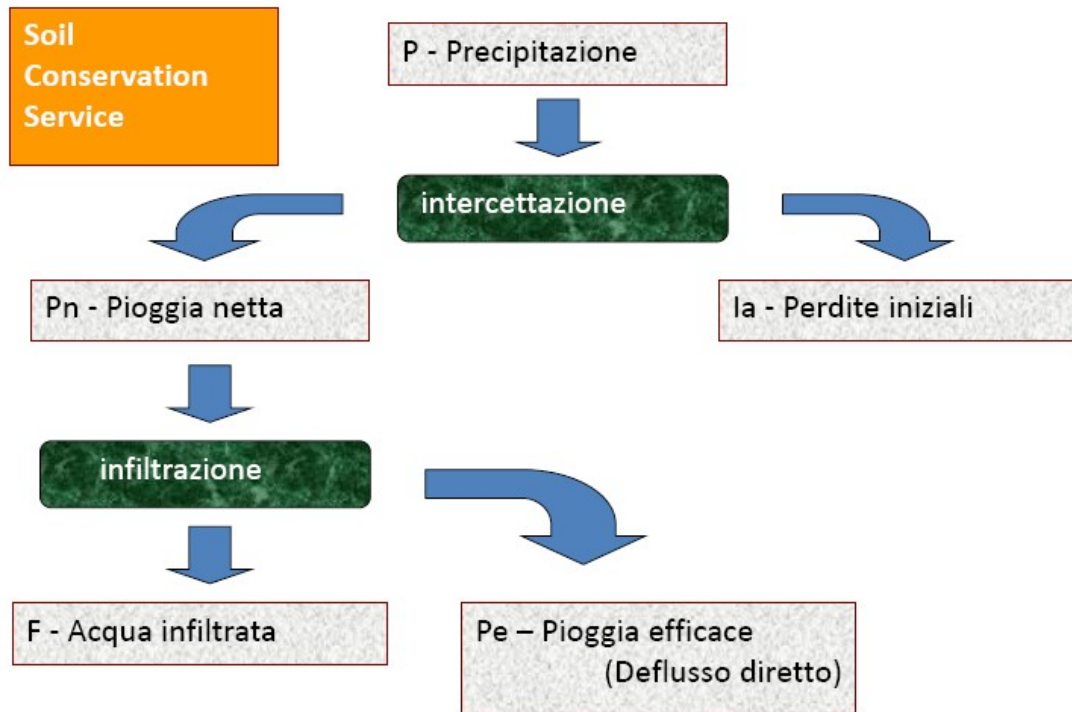 Soil
Conservation
Service
P - Precipitazione
intercettazione
Pn - Pioggia netta
Ia - Perdite iniziali
infiltrazione
F - Acqua infiltrata
Pe – Pioggia efficace
(Deflusso diretto)